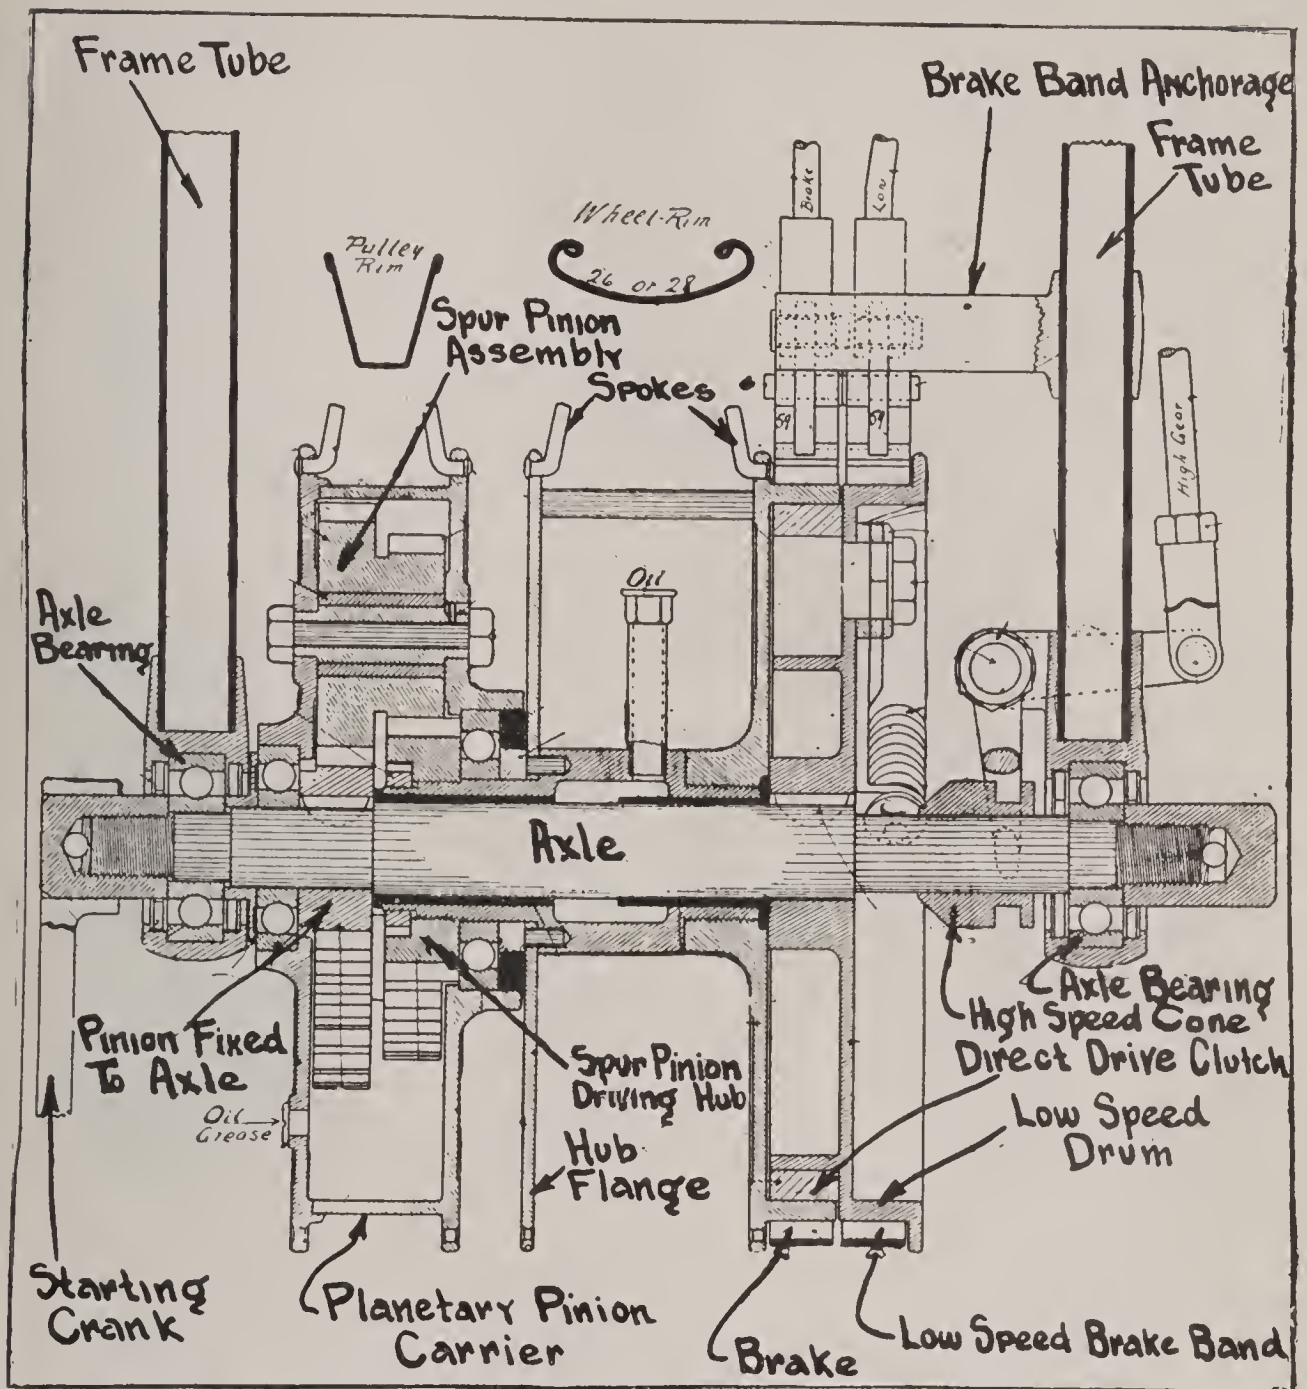 Frame Tube
Brake Band Anchorage
Frame
Tube
Brake
Low
Wheel-Rim
26 or 28
Pulley
Rim
Spur Pinion
Assembly
Spokes
59
59
High Gear
Oil
Axle
Bearing
Axle
Axle Bearing
High Speed Cone
Direct Drive Clutch
Pinion Fixed
To Axle
Spur Pinion
Driving Hub
Low Speed
Drum
Oil
Grease
Hub
Flange
Starting
Crank
Planetary Pinion
Carrier
Brake
Low Speed Brake Band